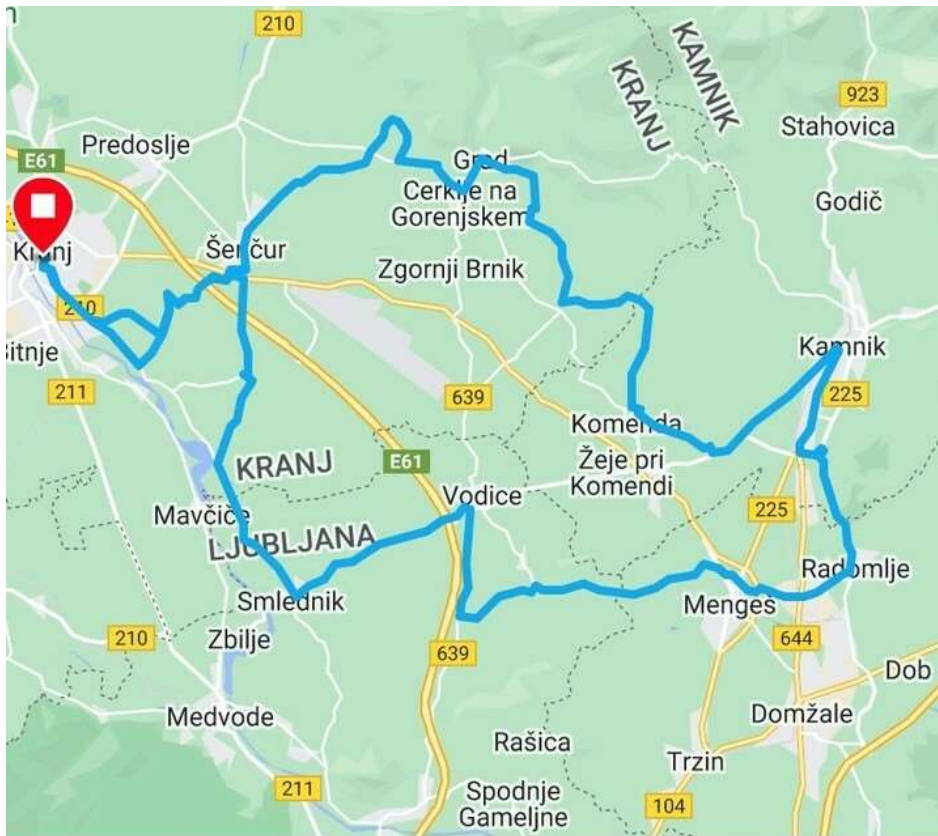 210
KAMNIK
KRANJ
923
Stahovica
Predoslje
E61
Grad
Cerklje na
Gorenjskem
Godič
Kranj
Šenčur
Zgornji Brnik
210
Kamnik
211
639
225
Komenda
KRANJ
E61
Žeje pri
Komendi
Vodice
Mavčiče
225
LJUBLJANA
Radomlje
Smlednik
Mengeš
210
Zbilje
639
644
Dob
Medvode
Domžale
Rašica
Trzin
211
Spodnje
Gameljne
104